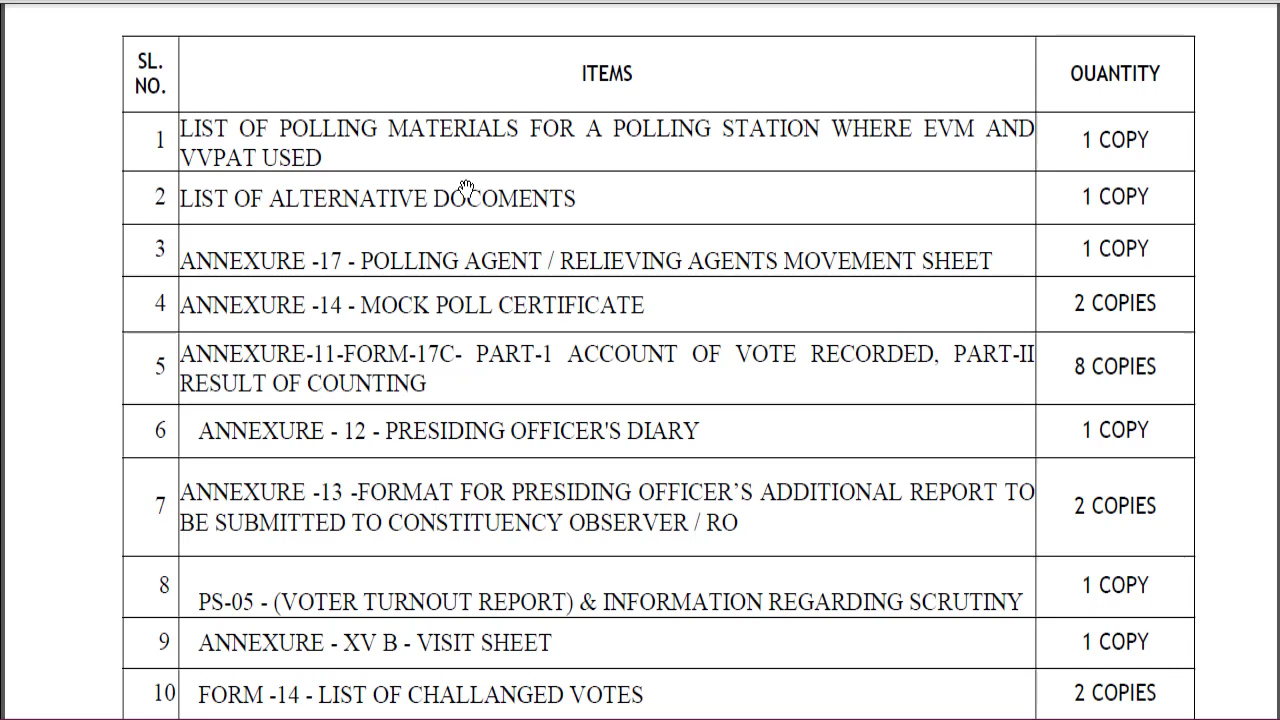 SL. NO. ITEMS OUANTITY
1 LIST OF POLLING MATERIALS FOR A POLLING STATION WHERE EVM AND 1 COPY
VVPAT USED
2 LIST OF ALTERNATIVE DOCOMENTS 1 COPY
3 ANNEXURE -17 - POLLING AGENT / RELIEVING AGENTS MOVEMENT SHEET 1 COPY
4 ANNEXURE -14 - MOCK POLL CERTIFICATE 2 COPIES
5 ANNEXURE-11-FORM-17C- PART-1 ACCOUNT OF VOTE RECORDED, PART-II 8 COPIES
RESULT OF COUNTING
6 ANNEXURE - 12 - PRESIDING OFFICER'S DIARY 1 COPY
7 ANNEXURE -13 -FORMAT FOR PRESIDING OFFICER’S ADDITIONAL REPORT TO 2 COPIES
BE SUBMITTED TO CONSTITUENCY OBSERVER / RO
8 PS-05 - (VOTER TURNOUT REPORT) & INFORMATION REGARDING SCRUTINY 1 COPY
9 ANNEXURE - XV B - VISIT SHEET 1 COPY
10 FORM -14 - LIST OF CHALLANGED VOTES 2 COPIES